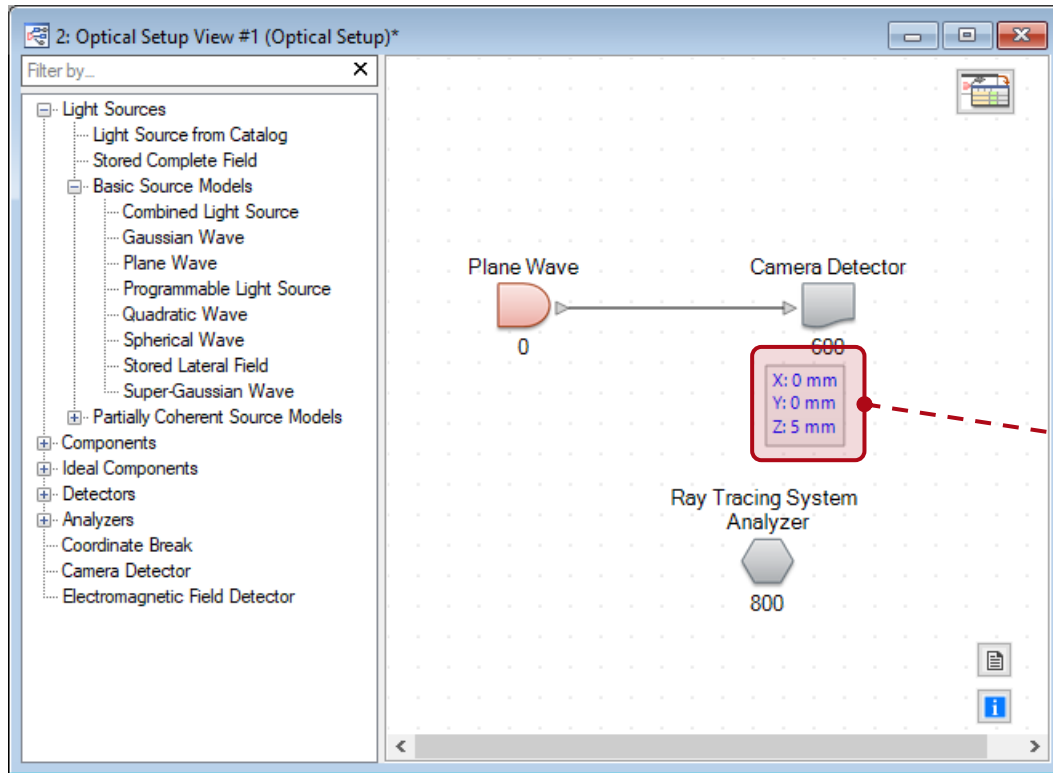 2: Optical Setup View #1 (Optical Setup)*
Filter by...
Light Sources
Light Source from Catalog
Stored Complete Field
Basic Source Models
Combined Light Source
Gaussian Wave
Plane Wave
Programmable Light Source
Quadratic Wave
Spherical Wave
Stored Lateral Field
Super-Gaussian Wave
Partially Coherent Source Models
Components
Ideal Components
Detectors
Analyzers
Coordinate Break
Camera Detector
Electromagnetic Field Detector
Plane Wave
0
Camera Detector
600
X: 0 mm
Y: 0 mm
Z: 5 mm
Ray Tracing System
Analyzer
800